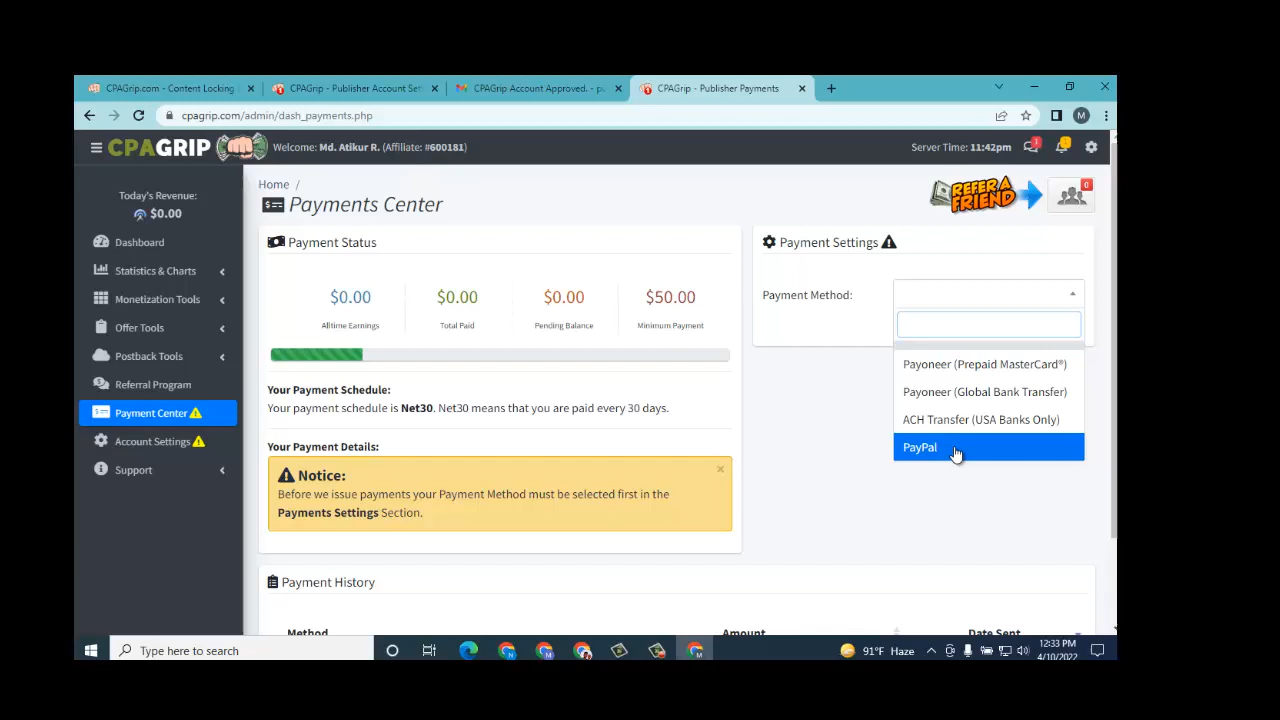 CPAGrip.com - Content Locking
CPAGrip - Publisher Account Set
CPAGrip Account Approved. - p
CPAGrip - Publisher Payments
cpagrip.com/admin/dash_payments.php
M
CPAGRIP
Welcome: Md. Atikur R. (Affiliate: #600181)
Server Time: 11:42pm
Today's Revenue:
$0.00
Dashboard
Statistics & Charts
Monetization Tools
Offer Tools
Postback Tools
Referral Program
Payment Center
Account Settings
Support
Home /
Payments Center
REFER A FRIEND
0
Payment Status
$0.00 $0.00 $0.00 $50.00
Alltime Earnings Total Paid Pending Balance Minimum Payment
Your Payment Schedule:
Your payment schedule is Net30. Net30 means that you are paid every 30 days.
Your Payment Details:
Notice:
Before we issue payments your Payment Method must be selected first in the
Payments Settings Section.
Payment Settings
Payment Method:
Payoneer (Prepaid MasterCard®)
Payoneer (Global Bank Transfer)
ACH Transfer (USA Banks Only)
PayPal
Payment History
Method Amount Date Sent
Type here to search
91°F Haze
12:33 PM
4/10/2022